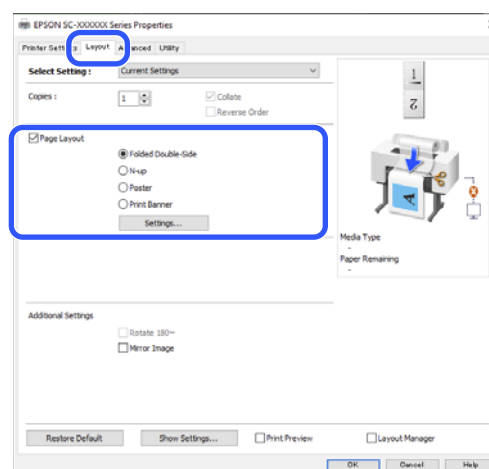 EPSON SC-XXXXXX Series Properties
Layout
Utility
Select Setting :
Current Settings
Copies :
1
Collate
Reverse Order
Page Layout
Folded Double-Side
N-up
Poster
Print Banner
Settings...
1
2
A
Media Type
-
Paper Remaining
-
Additional Settings
Rotate 180°
Mirror Image
Restore Default
Show Settings...
Print Preview
Layout Manager
OK
Cancel
Help